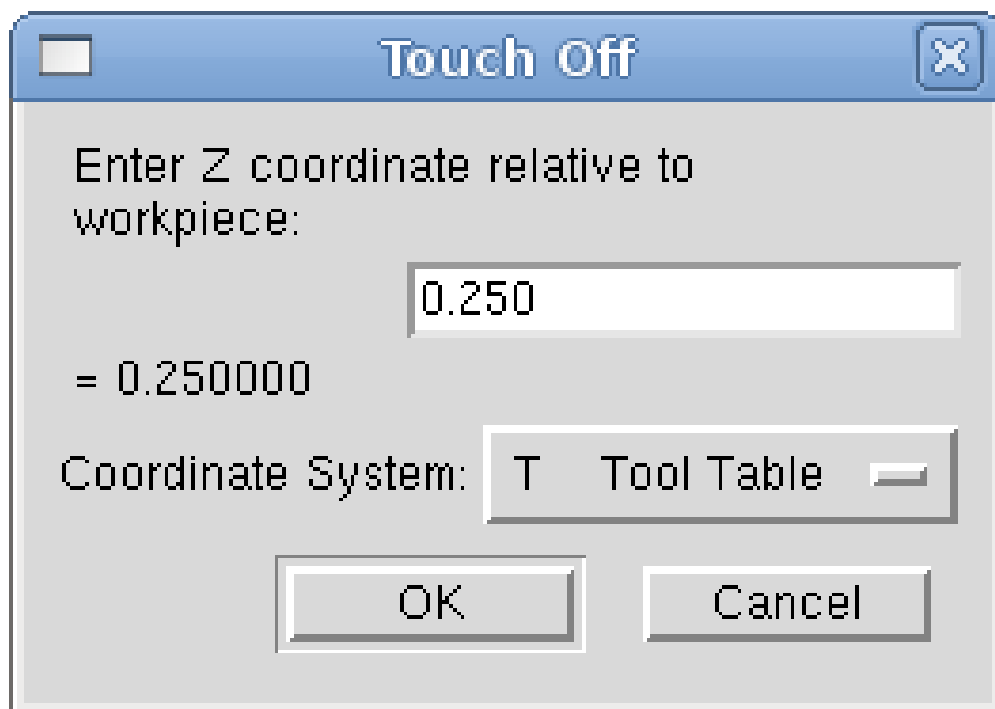 Touch Off
Enter Z coordinate relative to
workpiece:
0.250
= 0.250000
Coordinate System: T Tool Table
OK Cancel